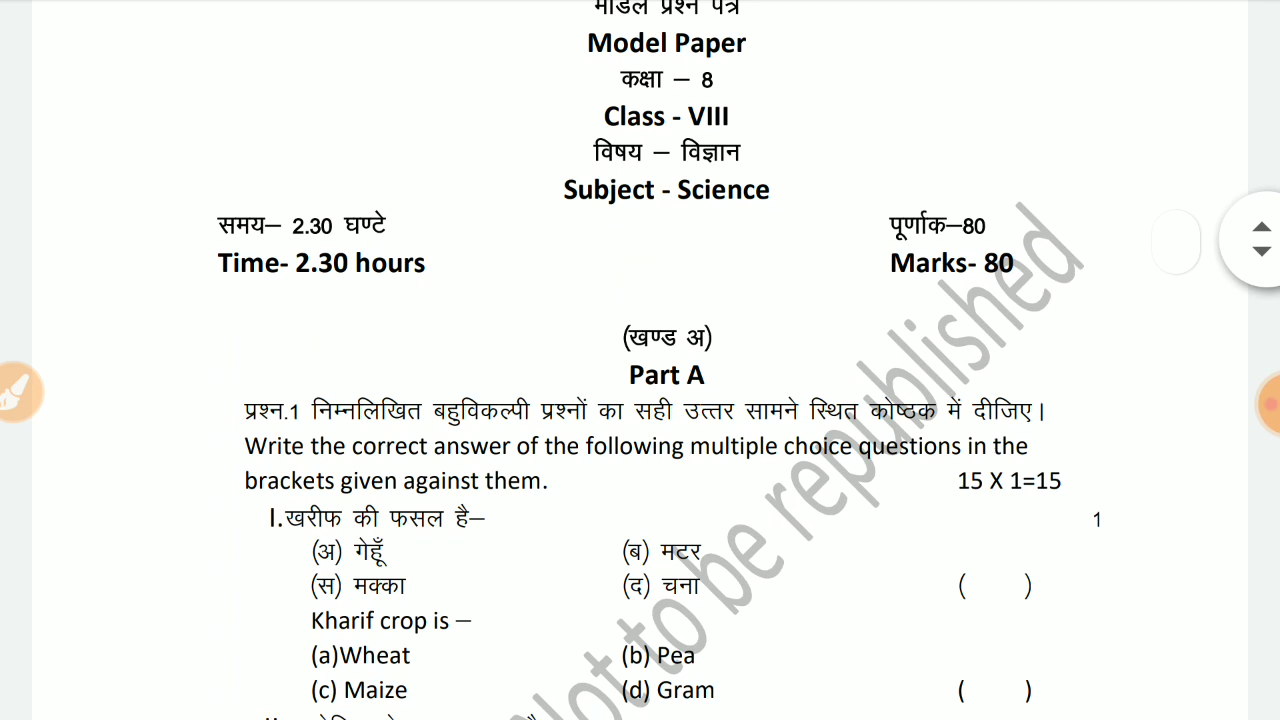 माडल प्रश्न पत्र
Model Paper
कक्षा – 8
Class - VIII
विषय – विज्ञान
Subject - Science
समय– 2.30 घण्टे पूर्णाक–80
Time- 2.30 hours Marks- 80
(खण्ड अ)
Part A
प्रश्न.1 निम्नलिखित बहुविकल्पी प्रश्नों का सही उत्तर सामने स्थित कोष्ठक में दीजिए।
Write the correct answer of the following multiple choice questions in the
brackets given against them. 15 X 1=15
I.खरीफ की फसल है– 1
(अ) गेहूँ (ब) मटर
(स) मक्का (द) चना ( )
Kharif crop is –
(a)Wheat (b) Pea
(c) Maize (d) Gram ( )
Not to be republished